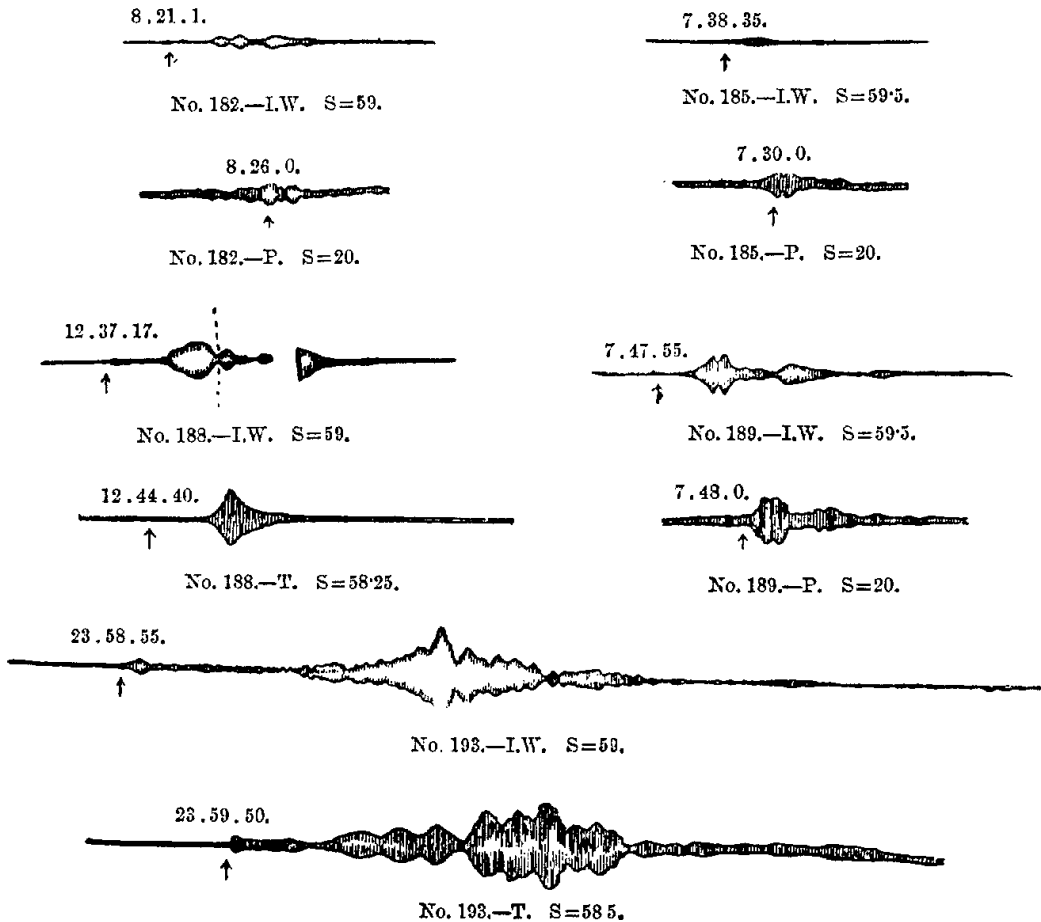 8.21.1.
7.38.35.
No. 182.—I.W. S=59.
No. 185.—I.W. S=59·5.
8.26.0.
7.30.0.
No. 182.—P. S=20.
No. 185.—P. S=20.
12.37.17.
7.47.55.
No. 188.—I.W. S=59.
No. 189.—I.W. S=59·5.
12.44.40.
7.48.0.
No. 188.—T. S=58·25.
No. 189.—P. S=20.
23.58.55.
No. 193.—I.W. S=59.
23.59.50.
No. 193.—T. S=58 5.